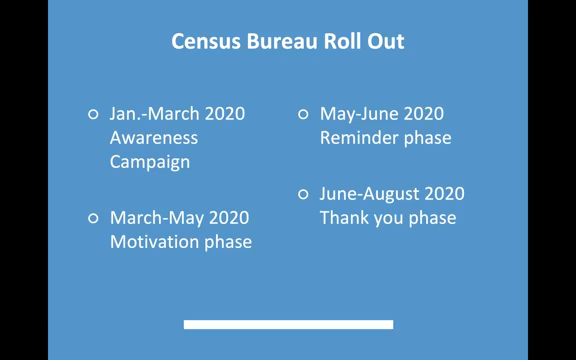 Census Bureau Roll Out
Jan.-March 2020
Awareness
Campaign
March-May 2020
Motivation phase
May-June 2020
Reminder phase
June-August 2020
Thank you phase